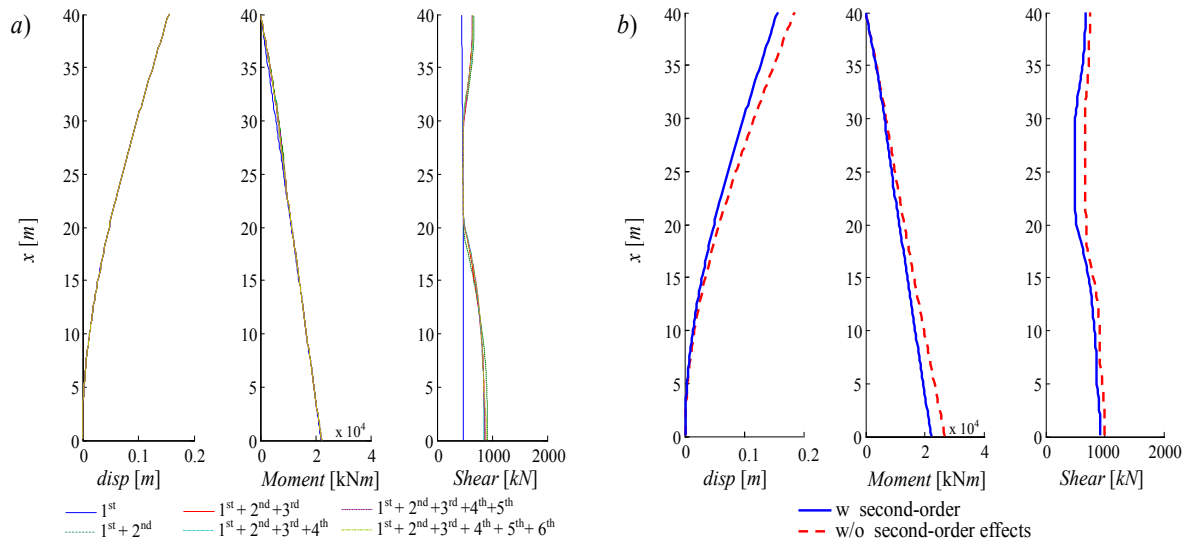 a)
40
35
30
25
20
15
10
5
0
x [m]
0 0.1 0.2
disp [m]
40
35
30
25
20
15
10
5
0
x 10⁴
0 2 4
Moment [kNm]
40
35
30
25
20
15
10
5
0
0 1000 2000
Shear [kN]
1st
1st + 2nd
1st + 2nd +3rd
1st + 2nd +3rd +4th
1st + 2nd +3rd +4th +5th
1st + 2nd +3rd + 4th + 5th + 6th
b)
40
35
30
25
20
15
10
5
0
x [m]
0 0.1 0.2
disp [m]
40
35
30
25
20
15
10
5
0
x 10⁴
0 2 4
Moment [kNm]
40
35
30
25
20
15
10
5
0
0 1000 2000
Shear [kN]
w second-order
w/o second-order effects